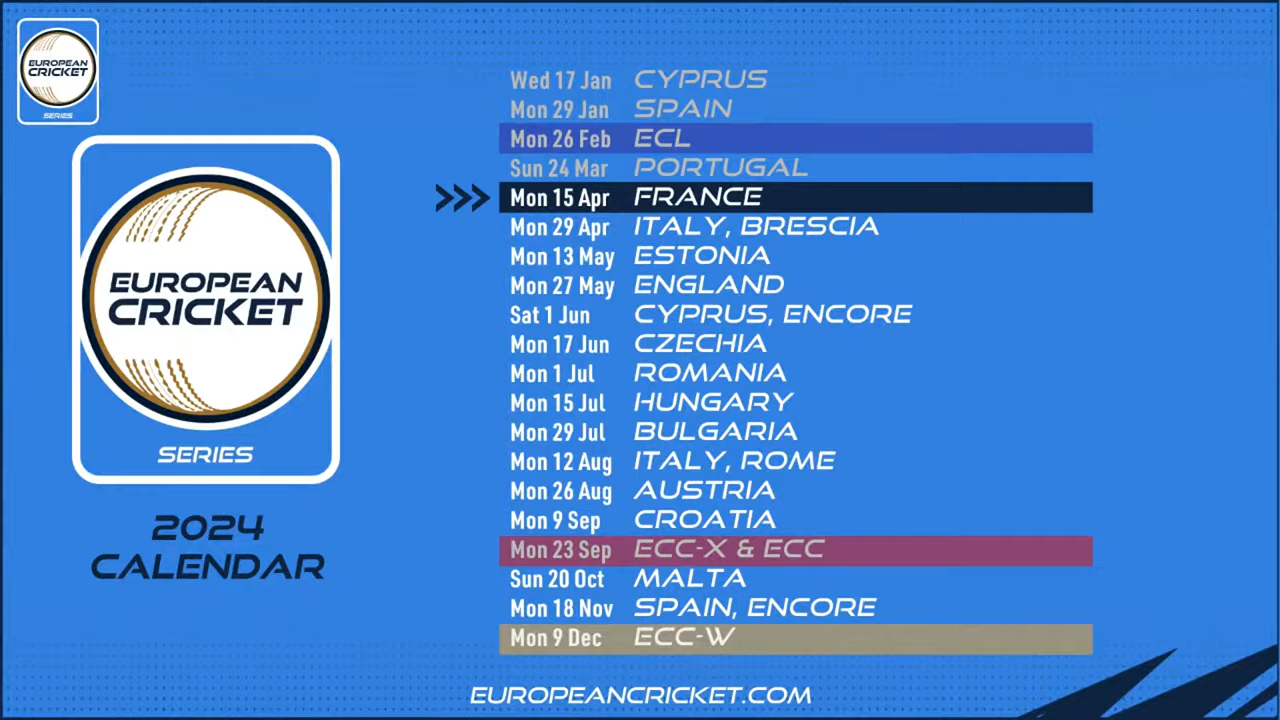 EUROPEAN
CRICKET
SERIES
EUROPEAN
CRICKET
SERIES
2024
CALENDAR
Wed 17 Jan CYPRUS
Mon 29 Jan SPAIN
Mon 26 Feb ECL
Sun 24 Mar PORTUGAL
>>> Mon 15 Apr FRANCE
Mon 29 Apr ITALY, BRESCIA
Mon 13 May ESTONIA
Mon 27 May ENGLAND
Sat 1 Jun CYPRUS, ENCORE
Mon 17 Jun CZECHIA
Mon 1 Jul ROMANIA
Mon 15 Jul HUNGARY
Mon 29 Jul BULGARIA
Mon 12 Aug ITALY, ROME
Mon 26 Aug AUSTRIA
Mon 9 Sep CROATIA
Mon 23 Sep ECC-X & ECC
Sun 20 Oct MALTA
Mon 18 Nov SPAIN, ENCORE
Mon 9 Dec ECC-W
EUROPEANCRICKET.COM